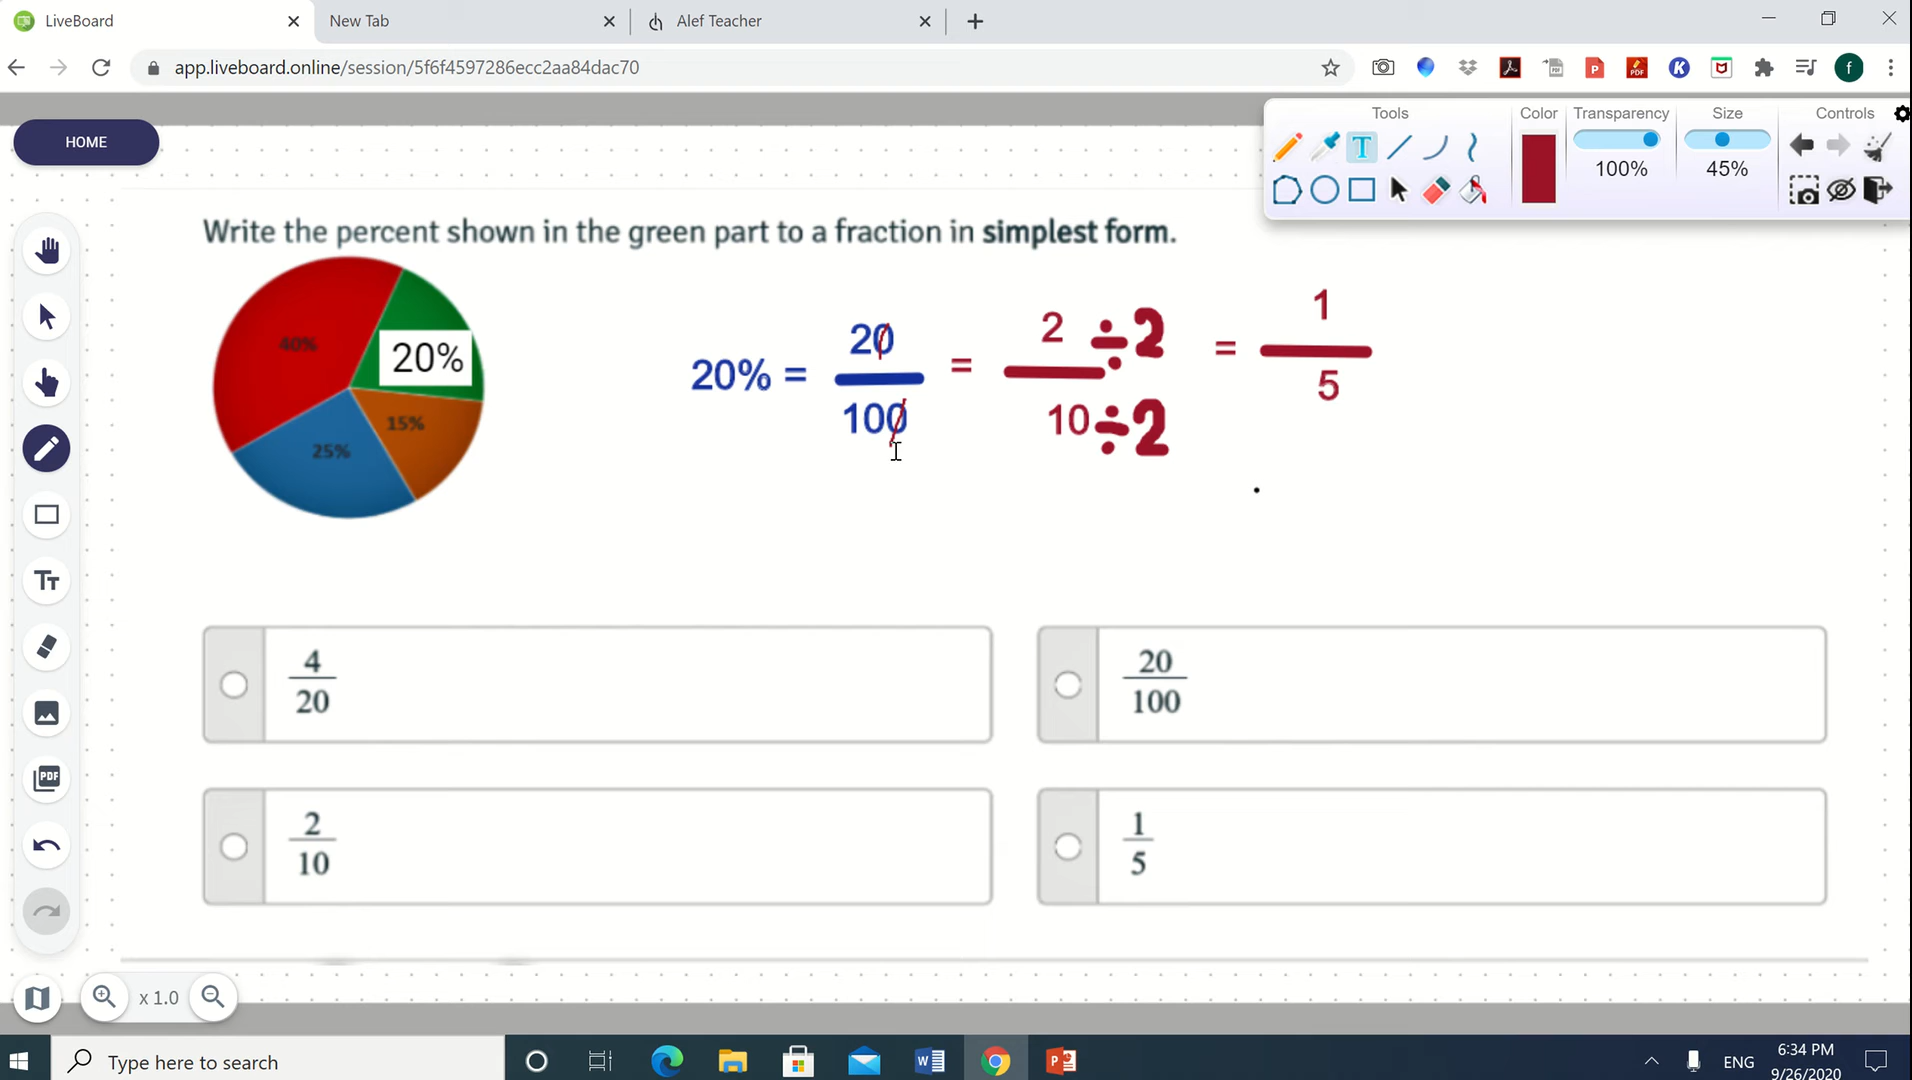 LiveBoard
New Tab
Alef Teacher
app.liveboard.online/session/5f6f4597286ecc2aa84dac70
f
Tools
Color
Transparency
Size
Controls
T
100%
45%
HOME
Write the percent shown in the green part to a fraction in simplest form.
40%
20%
15%
25%
20% = 20/100 = 2÷2/10÷2 = 1/5
TT
PDF
4/20
20/100
2/10
1/5
x 1.0
Type here to search
ENG
6:34 PM
9/26/2020